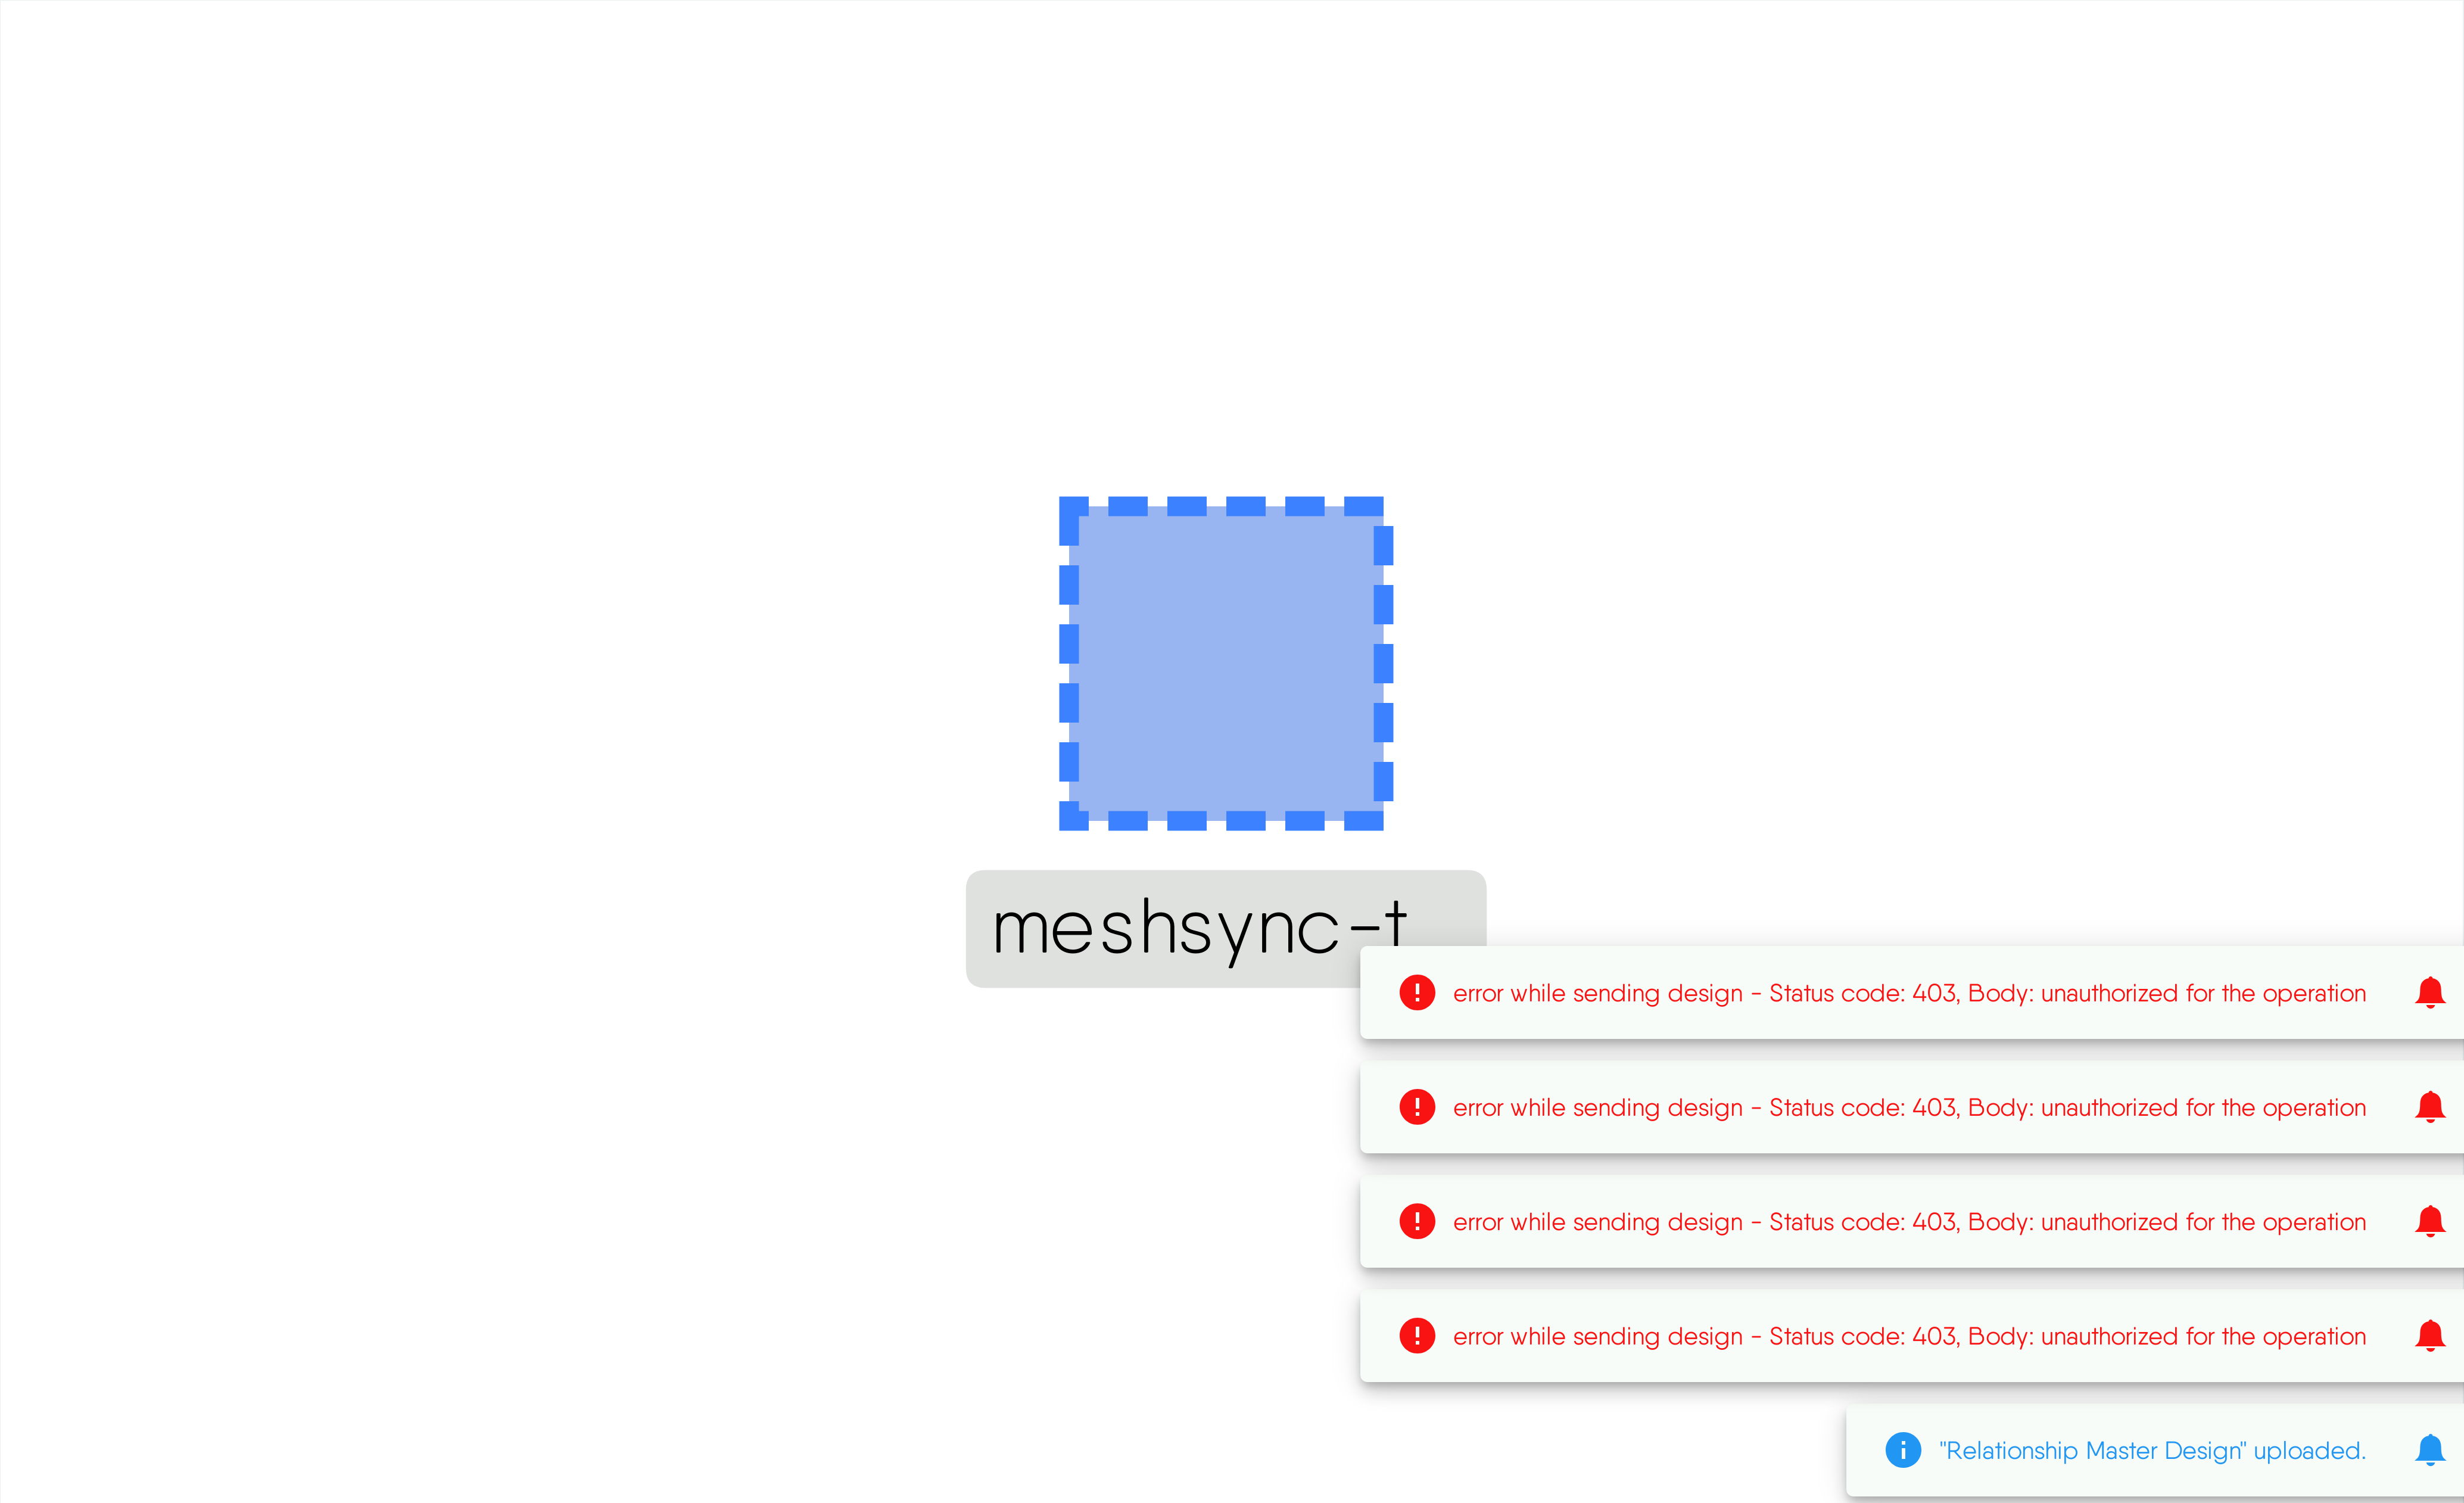 meshsync-t
error while sending design - Status code: 403, Body: unauthorized for the operation
error while sending design - Status code: 403, Body: unauthorized for the operation
error while sending design - Status code: 403, Body: unauthorized for the operation
error while sending design - Status code: 403, Body: unauthorized for the operation
"Relationship Master Design" uploaded.